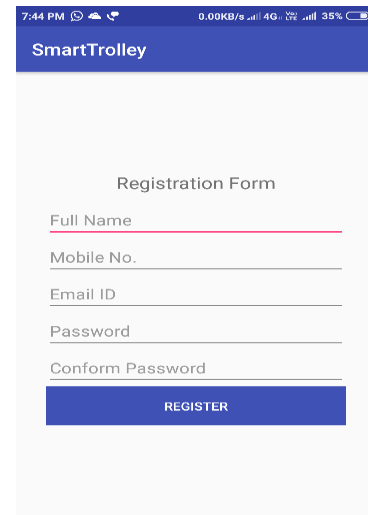 7:44 PM 0.00KB/s 4G VoLTE 35%
SmartTrolley
Registration Form
Full Name
Mobile No.
Email ID
Password
Conform Password
REGISTER